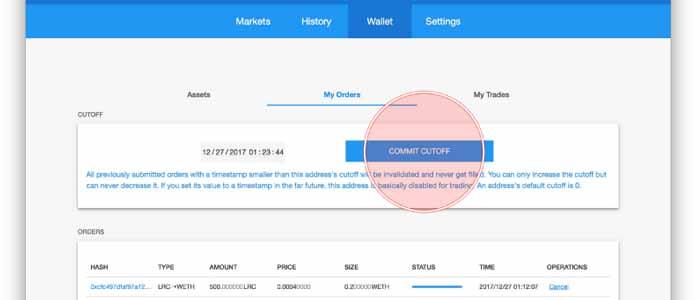 Markets History Wallet Settings
Assets My Orders My Trades
CUTOFF
12/27/2017 01:23:44 COMMIT CUTOFF
All previously submitted orders with a timestamp smaller than this address's cutoff will be invalidated and never get filled. You can only increase the cutoff but
can never decrease it. If you set its value to a timestamp in the far future, this address is basically disabled for trading. An address's default cutoff is 0.
ORDERS
HASH TYPE AMOUNT PRICE SIZE STATUS TIME OPERATIONS
LRC→WETH 500.000000LRC 0.00040000 0.200000WETH 2017/12/27 01:12:07 Cancel